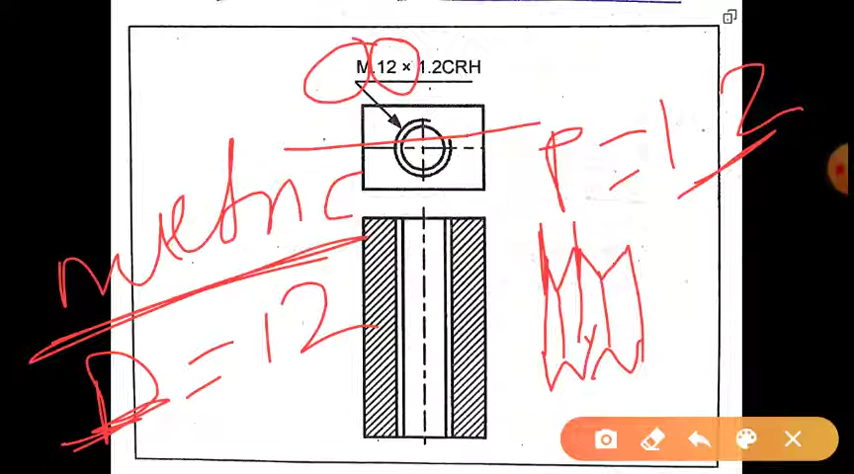 M.12 × 1.2CRH
P = 1.2
metric
D = 12